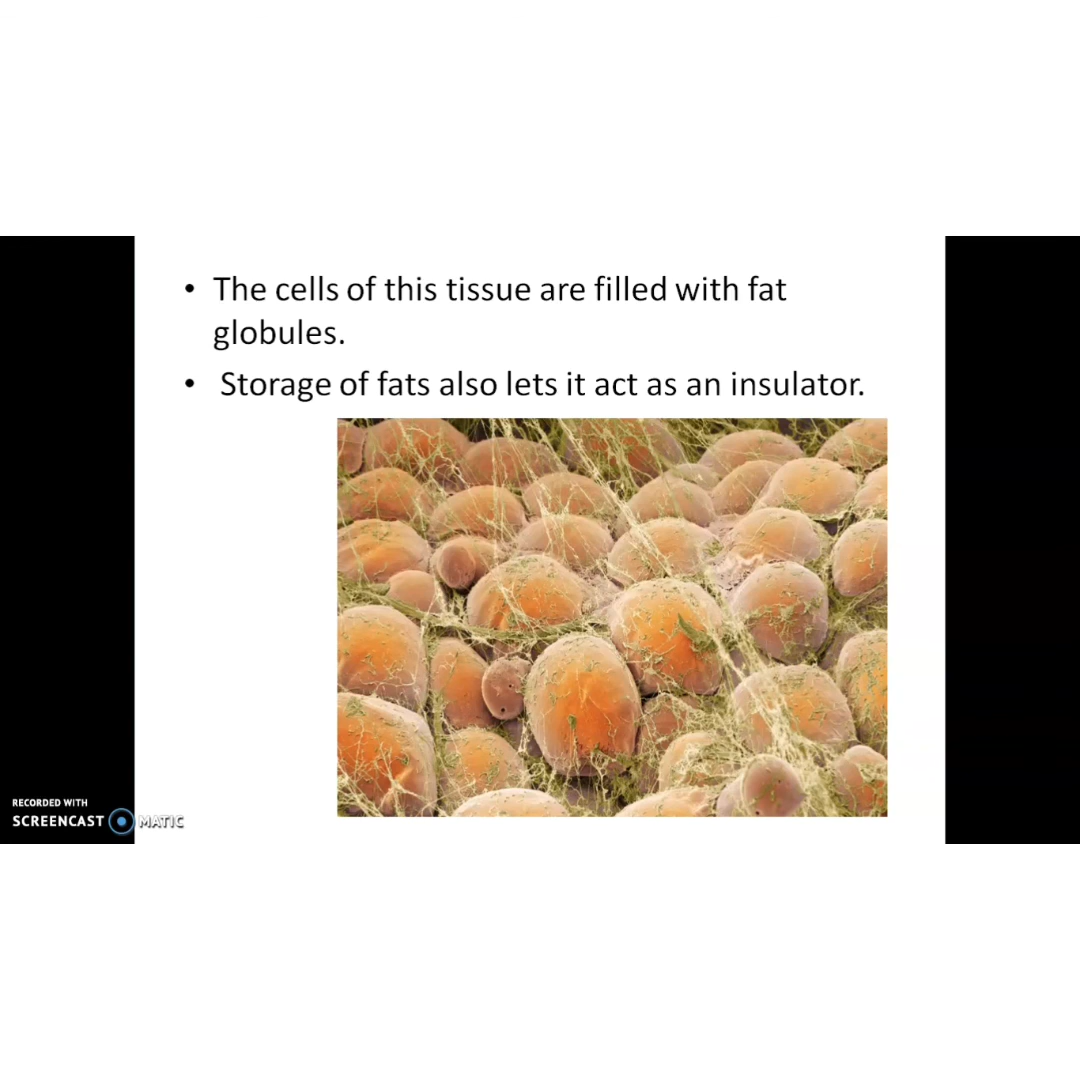 • The cells of this tissue are filled with fat
globules.
• Storage of fats also lets it act as an insulator.
RECORDED WITH
SCREENCAST MATIC